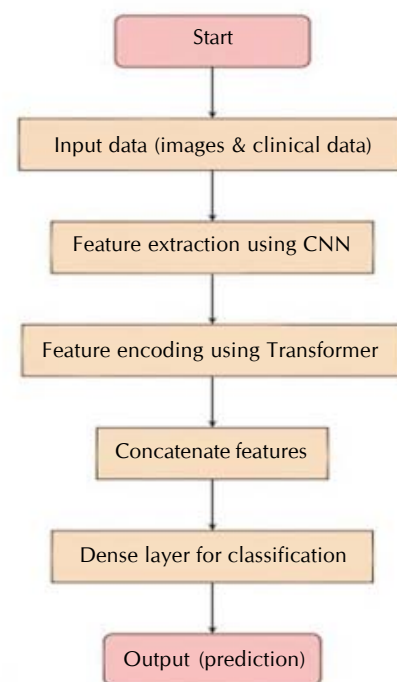 Start
Input data (images & clinical data)
Feature extraction using CNN
Feature encoding using Transformer
Concatenate features
Dense layer for classification
Output (prediction)